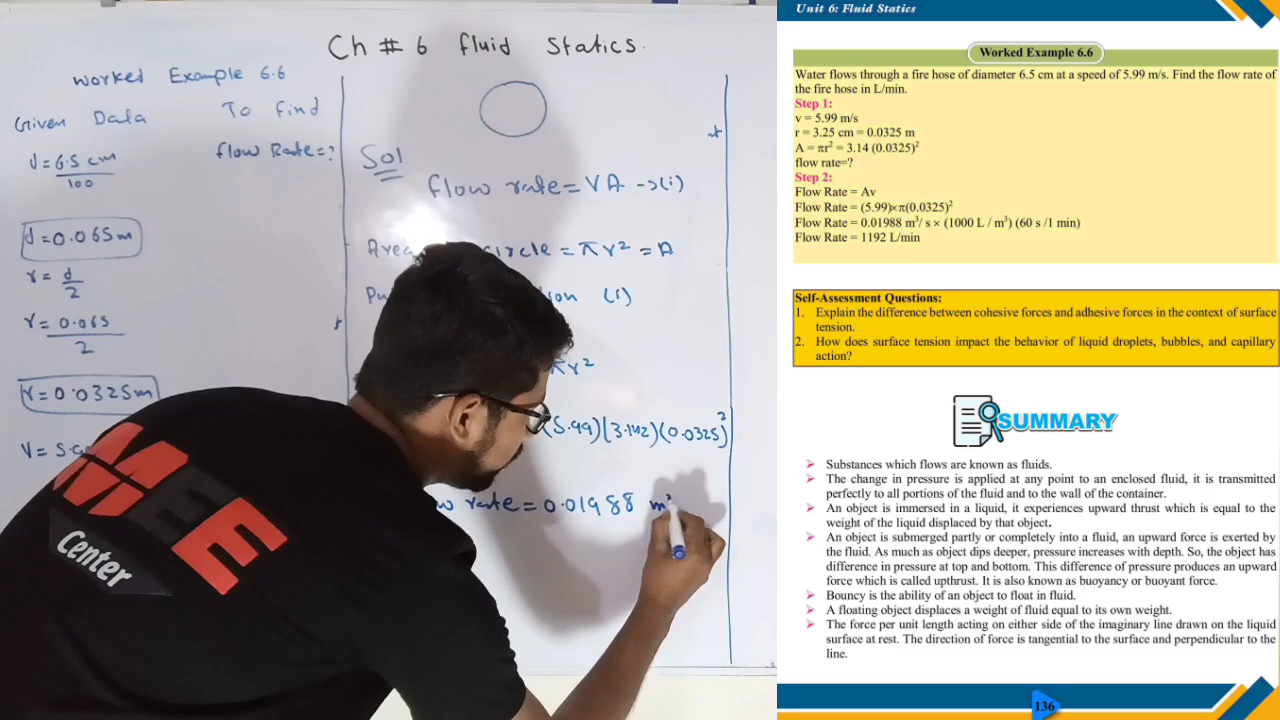 Ch # 6 fluid Statics.
Worked Example 6.6
Given Data
To find
d = 6.5 cm
100
flow Rate = ?
d = 0.065m
r = d
2
r = 0.065
2
r = 0.0325m
V = 5.9
Sol
flow rate = VA → (i)
Area circle = πr² = A
Pu ion (i)
πr²
(5.99)(3.142)(0.0325)²
w rate = 0.01988 m³
MEE
Center
Unit 6: Fluid Statics
Worked Example 6.6
Water flows through a fire hose of diameter 6.5 cm at a speed of 5.99 m/s. Find the flow rate of
the fire hose in L/min.
Step 1:
v = 5.99 m/s
r = 3.25 cm = 0.0325 m
A = πr² = 3.14 (0.0325)²
flow rate=?
Step 2:
Flow Rate = Av
Flow Rate = (5.99)×π(0.0325)²
Flow Rate = 0.01988 m³/ s × (1000 L / m³) (60 s /1 min)
Flow Rate = 1192 L/min
Self-Assessment Questions:
1. Explain the difference between cohesive forces and adhesive forces in the context of surface
tension.
2. How does surface tension impact the behavior of liquid droplets, bubbles, and capillary
action?
SUMMARY
Substances which flows are known as fluids.
The change in pressure is applied at any point to an enclosed fluid, it is transmitted
perfectly to all portions of the fluid and to the wall of the container.
An object is immersed in a liquid, it experiences upward thrust which is equal to the
weight of the liquid displaced by that object.
An object is submerged partly or completely into a fluid, an upward force is exerted by
the fluid. As much as object dips deeper, pressure increases with depth. So, the object has
difference in pressure at top and bottom. This difference of pressure produces an upward
force which is called upthrust. It is also known as buoyancy or buoyant force.
Bouncy is the ability of an object to float in fluid.
A floating object displaces a weight of fluid equal to its own weight.
The force per unit length acting on either side of the imaginary line drawn on the liquid
surface at rest. The direction of force is tangential to the surface and perpendicular to the
line.
136